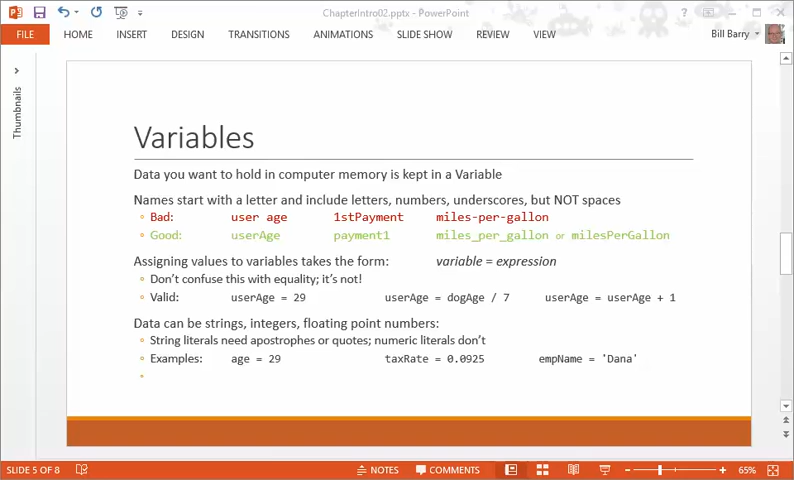 ChapterIntro02.pptx - PowerPoint
FILE HOME INSERT DESIGN TRANSITIONS ANIMATIONS SLIDE SHOW REVIEW VIEW Bill Barry
Thumbnails
Variables
Data you want to hold in computer memory is kept in a Variable
Names start with a letter and include letters, numbers, underscores, but NOT spaces
Bad: user age 1stPayment miles-per-gallon
Good: userAge payment1 miles_per_gallon or milesPerGallon
Assigning values to variables takes the form: variable = expression
Don't confuse this with equality; it's not!
Valid: userAge = 29 userAge = dogAge / 7 userAge = userAge + 1
Data can be strings, integers, floating point numbers:
String literals need apostrophes or quotes; numeric literals don't
Examples: age = 29 taxRate = 0.0925 empName = 'Dana'
SLIDE 5 OF 8 NOTES COMMENTS 65%